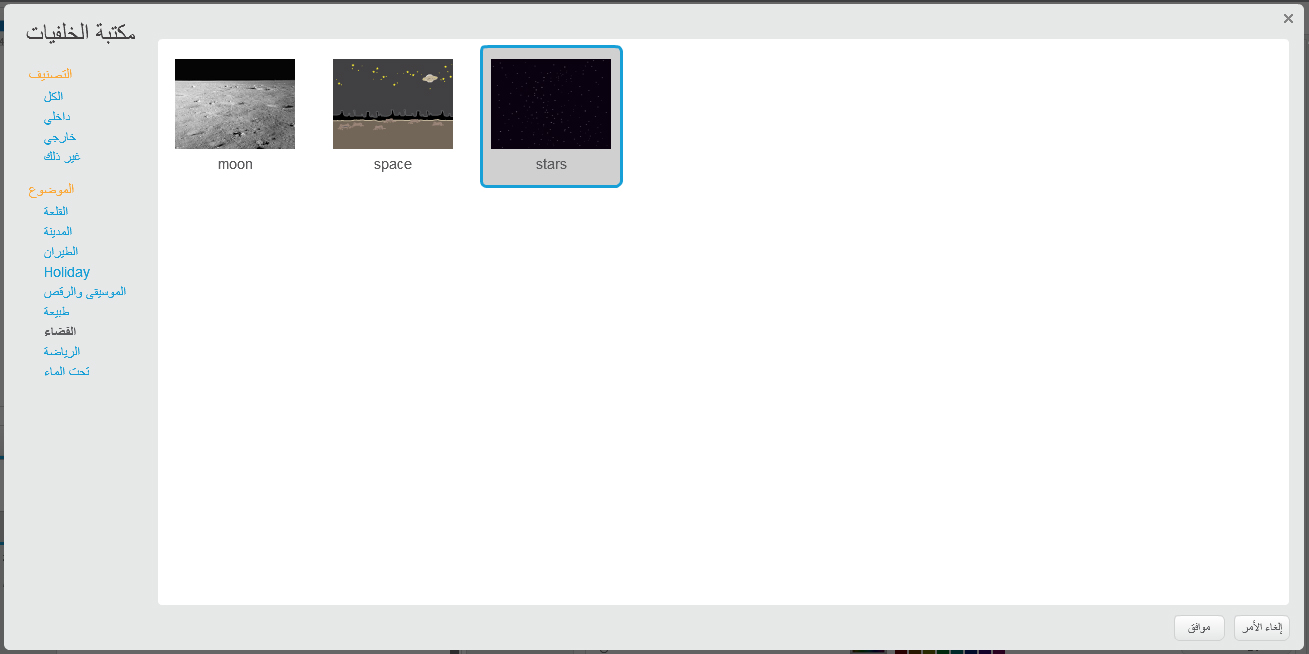 مكتبة الخلفيات
التصنيف
الكل
داخلي
خارجي
غير ذلك
الموضوع
القلعة
المدينة
الطيران
Holiday
الموسيقى والرقص
طبيعة
الفضاء
الرياضة
تحت الماء
moon
space
stars
موافق
إلغاء الأمر